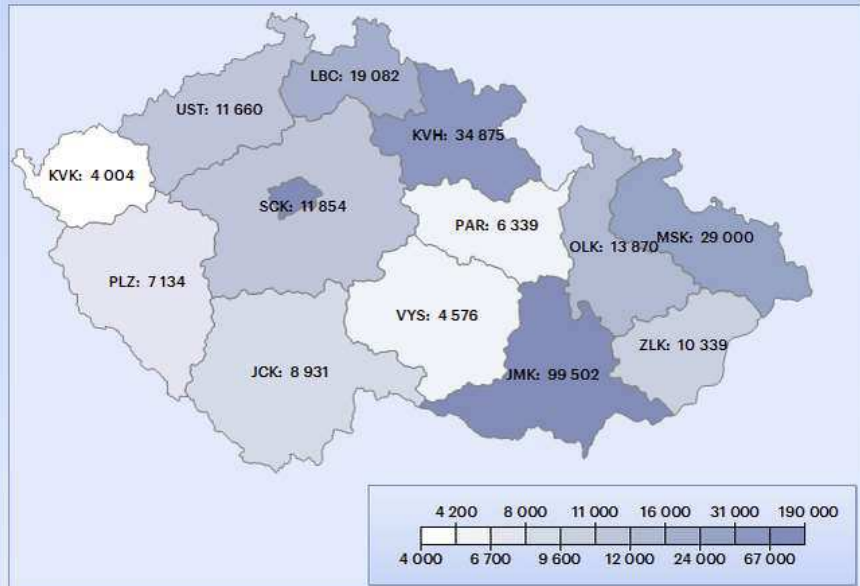 LBC: 19 082
UST: 11 660
KVH: 34 875
KVK: 4 004
SCK: 11 854
PAR: 6 339
OLK: 13 870
MSK: 29 000
PLZ: 7 134
VYS: 4 576
ZLK: 10 339
JCK: 8 931
JMK: 99 502
4 200 8 000 11 000 16 000 31 000 190 000
4 000 6 700 9 600 12 000 24 000 67 000